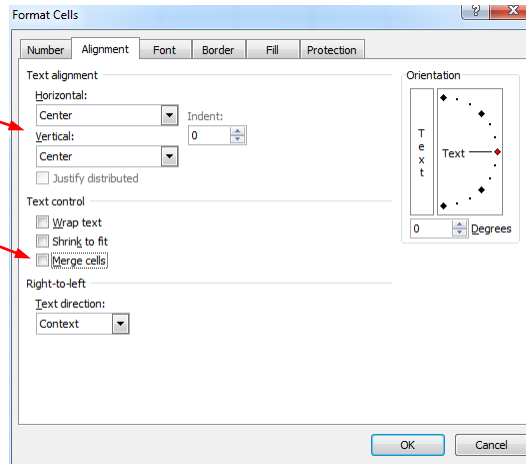 Format Cells
Number Alignment Font Border Fill Protection
Text alignment
Horizontal:
Center
Indent:
0
Vertical:
Center
Justify distributed
Text control
Wrap text
Shrink to fit
Merge cells
Right-to-left
Text direction:
Context
Orientation
Text
Text
0 Degrees
OK Cancel